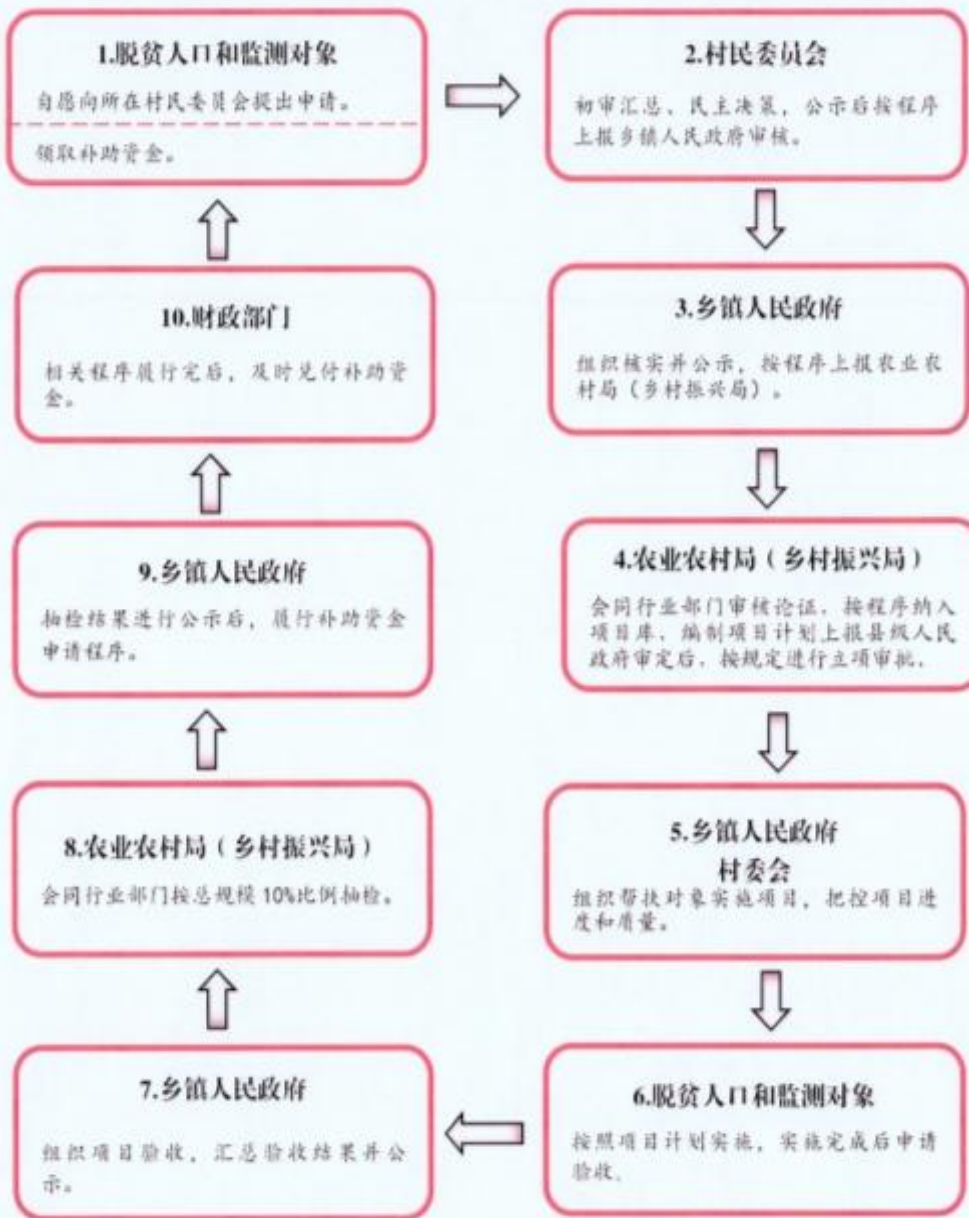 1.脱贫人口和监测对象
自愿向所在村民委员会提出申请。
领取补助资金。
2.村民委员会
初审汇总、民主决策，公示后按程序
上报乡镇人民政府审核。
3.乡镇人民政府
组织核实并公示，按程序上报农业农
村局（乡村振兴局）。
4.农业农村局（乡村振兴局）
会同行业部门审核论证，按程序纳入
项目库，编制项目计划上报县级人民
政府审定后，按规定进行立项审批，
5.乡镇人民政府
村委会
组织帮扶对象实施项目，把控项目进
度和质量。
6.脱贫人口和监测对象
按照项目计划实施，实施完成后申请
验收，
7.乡镇人民政府
组织项目验收，汇总验收结果并公
示。
8.农业农村局（乡村振兴局）
会同行业部门按总规模10%比例抽检。
9.乡镇人民政府
抽检结果进行公示后，履行补助资金
申请程序。
10.财政部门
相关程序履行完后，及时兑付补助资
金。